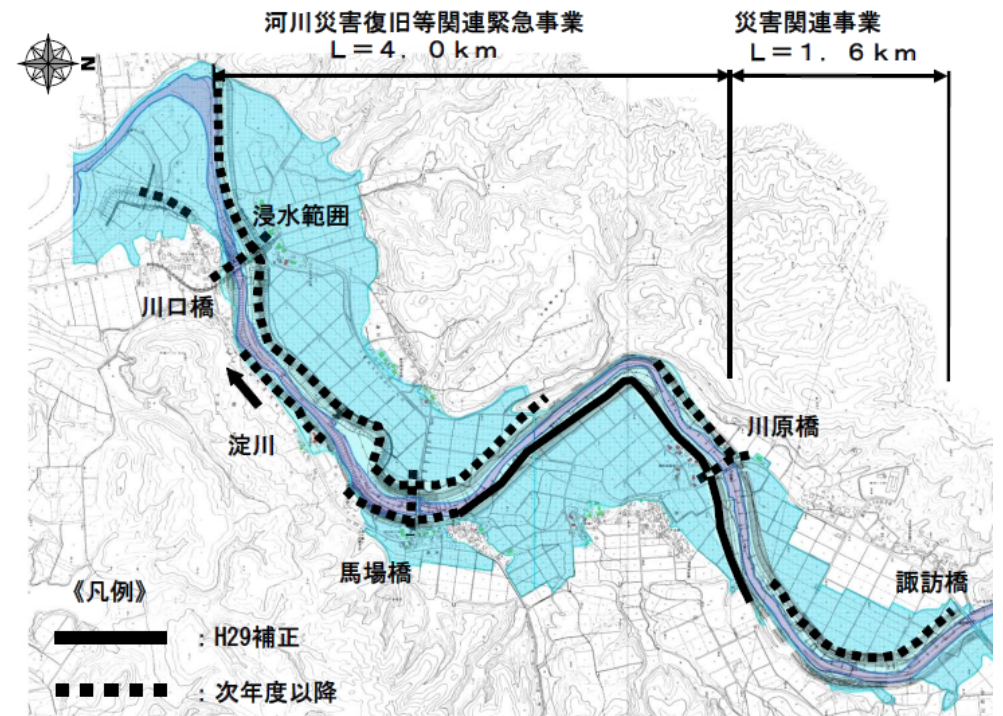 河川災害復旧等関連緊急事業
L＝4．0km
災害関連事業
L＝1．6km
N
浸水範囲
川口橋
淀川
川原橋
馬場橋
諏訪橋
《凡例》
：H29補正
：次年度以降